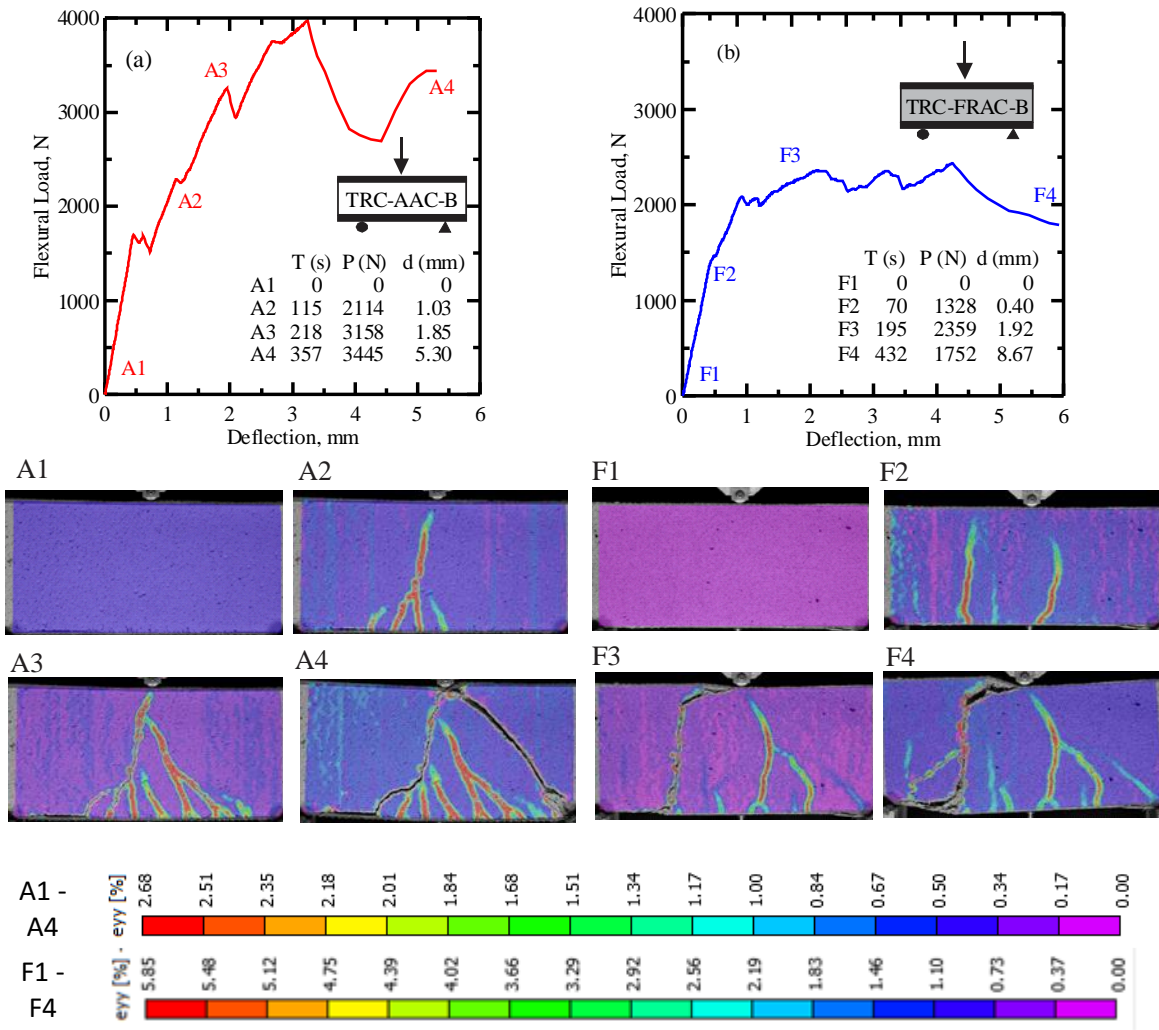 (a)
Flexural Load, N
4000
3000
2000
1000
0
0 1 2 3 4 5 6
Deflection, mm
A1
A2
A3
A4
TRC-AAC-B
T (s) P (N) d (mm)
A1 0 0 0
A2 115 2114 1.03
A3 218 3158 1.85
A4 357 3445 5.30
(b)
Flexural Load, N
4000
3000
2000
1000
0
0 1 2 3 4 5 6
Deflection, mm
F1
F2
F3
F4
TRC-FRAC-B
T (s) P (N) d (mm)
F1 0 0 0
F2 70 1328 0.40
F3 195 2359 1.92
F4 432 1752 8.67
A1 A2 F1 F2
A3 A4 F3 F4
A1 -
A4
eyy [%] -
2.68 2.51 2.35 2.18 2.01 1.84 1.68 1.51 1.34 1.17 1.00 0.84 0.67 0.50 0.34 0.17 0.00
F1 -
F4
eyy [%] -
5.85 5.48 5.12 4.75 4.39 4.02 3.66 3.29 2.92 2.56 2.19 1.83 1.46 1.10 0.73 0.37 0.00